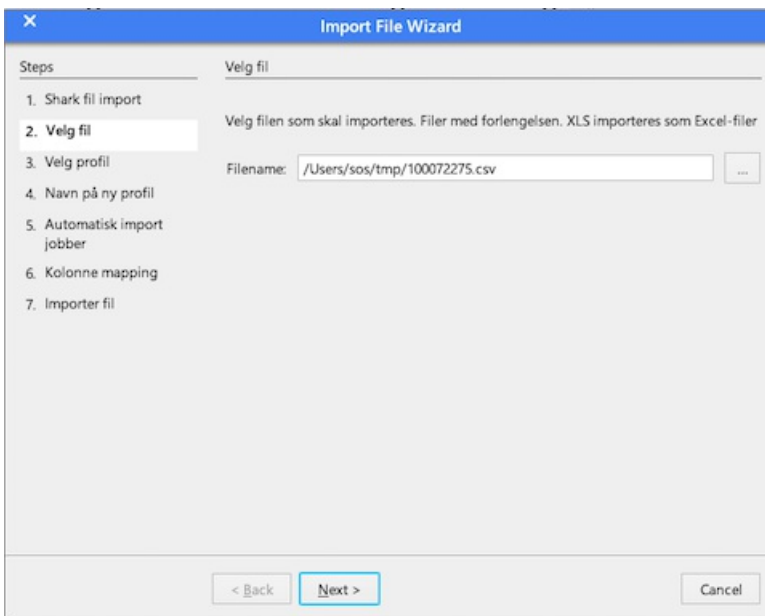 Import File Wizard
Steps
1. Shark fil import
2. Velg fil
3. Velg profil
4. Navn på ny profil
5. Automatisk import
jobber
6. Kolonne mapping
7. Importer fil
Velg fil
Velg filen som skal importeres. Filer med forlengelsen. XLS importeres som Excel-filer
Filename: /Users/sos/tmp/100072275.csv ...
< Back Next > Cancel